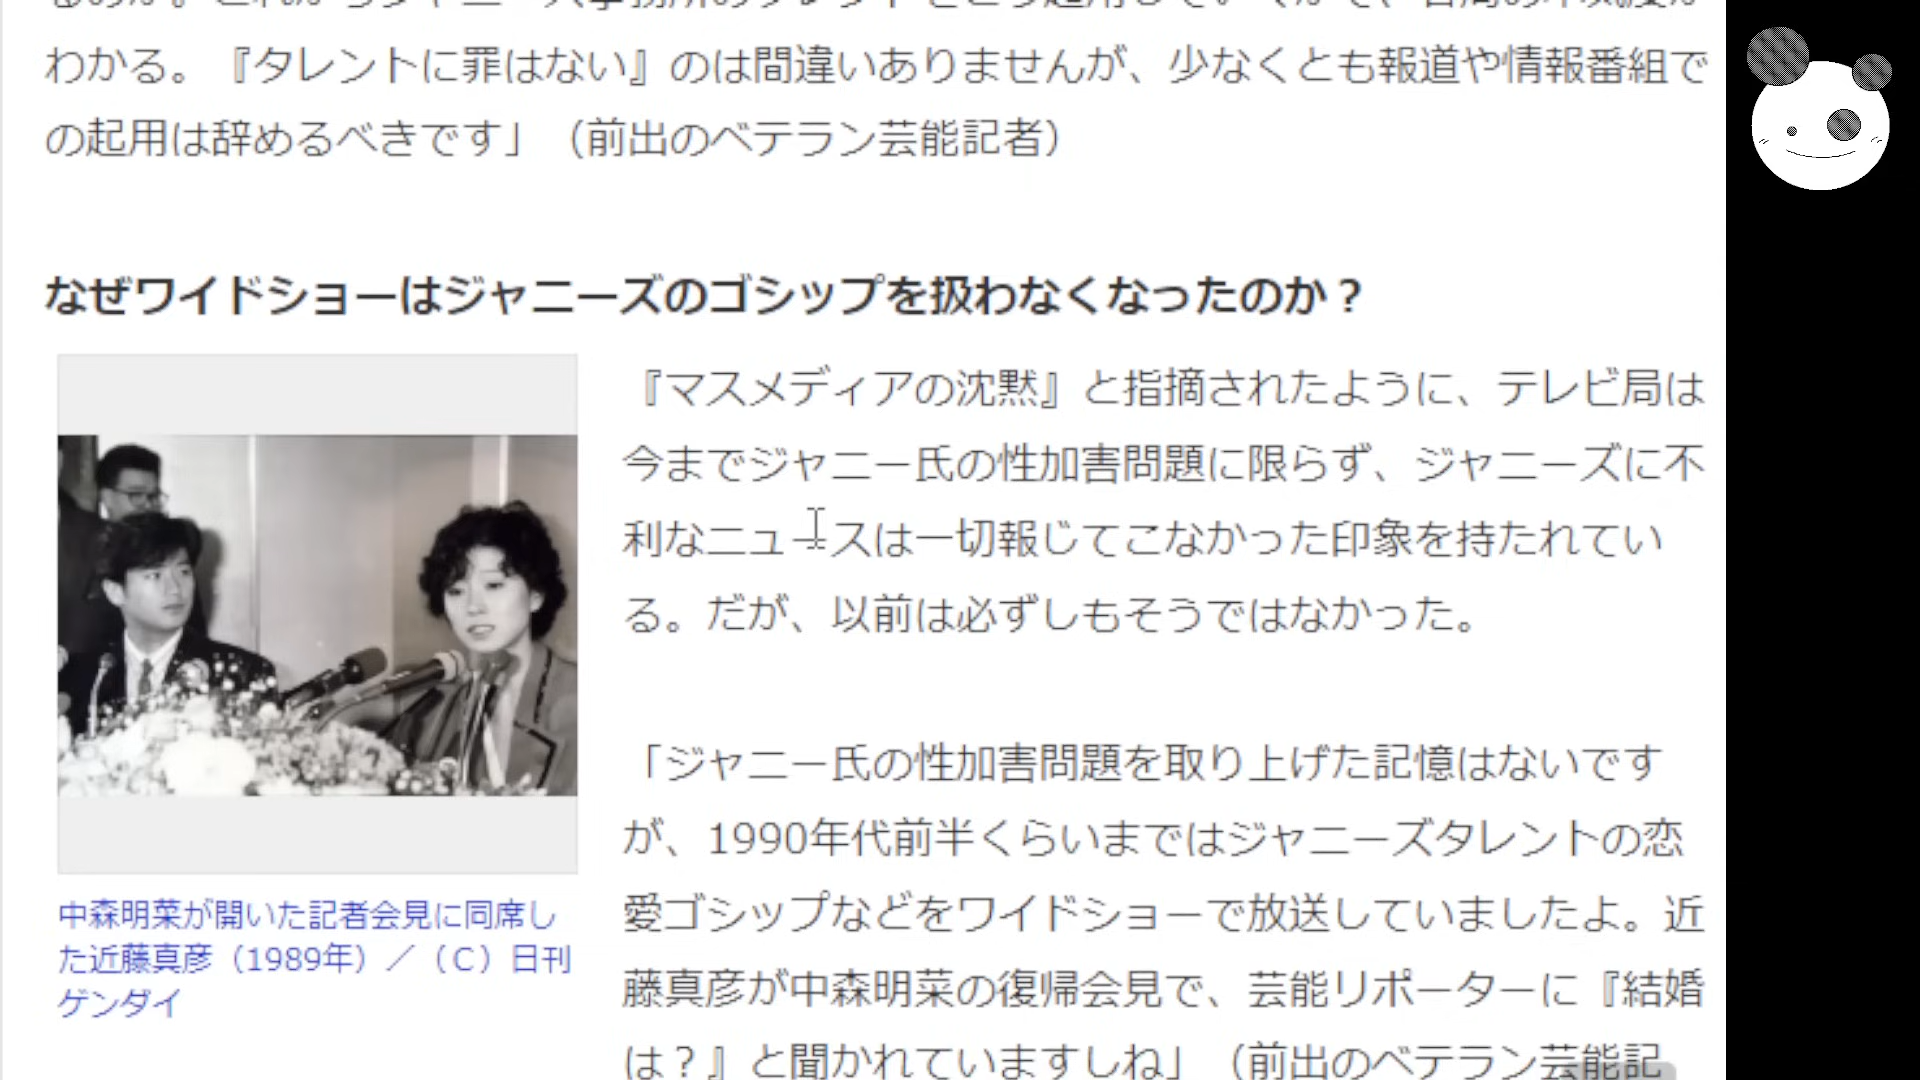 わかる。『タレントに罪はない』のは間違いありませんが、少なくとも報道や情報番組で
の起用は辞めるべきです」（前出のベテラン芸能記者）
なぜワイドショーはジャニーズのゴシップを扱わなくなったのか？
『マスメディアの沈黙』と指摘されたように、テレビ局は
今までジャニー氏の性加害問題に限らず、ジャニーズに不
利なニュースは一切報じてこなかった印象を持たれてい
る。だが、以前は必ずしもそうではなかった。
「ジャニー氏の性加害問題を取り上げた記憶はないです
が、1990年代前半くらいまではジャニーズタレントの恋
愛ゴシップなどをワイドショーで放送していましたよ。近
藤真彦が中森明菜の復帰会見で、芸能リポーターに『結婚
は？』と聞かれていますしね」（前出のベテラン芸能記
中森明菜が開いた記者会見に同席し
た近藤真彦（1989年）／（Ｃ）日刊
ゲンダイ